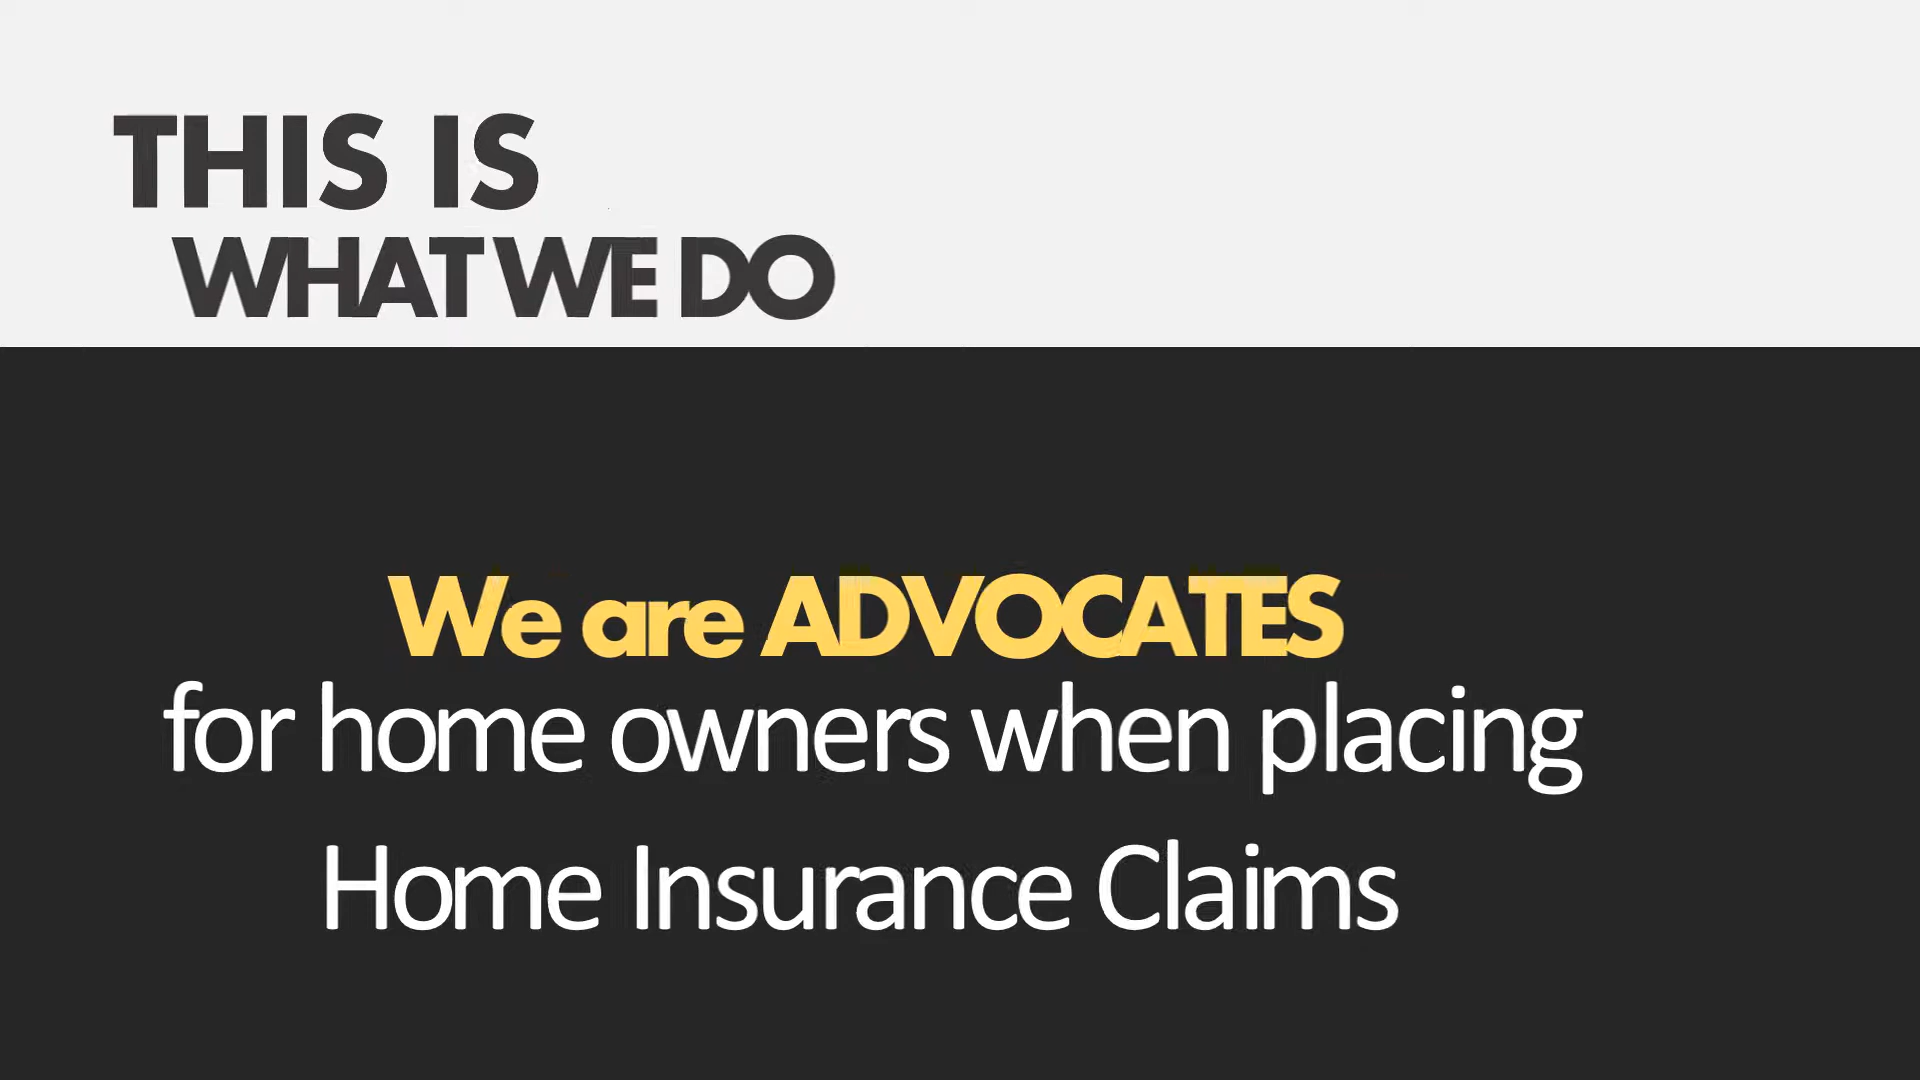 THIS IS
WHAT WE DO
We are ADVOCATES
for home owners when placing
Home Insurance Claims